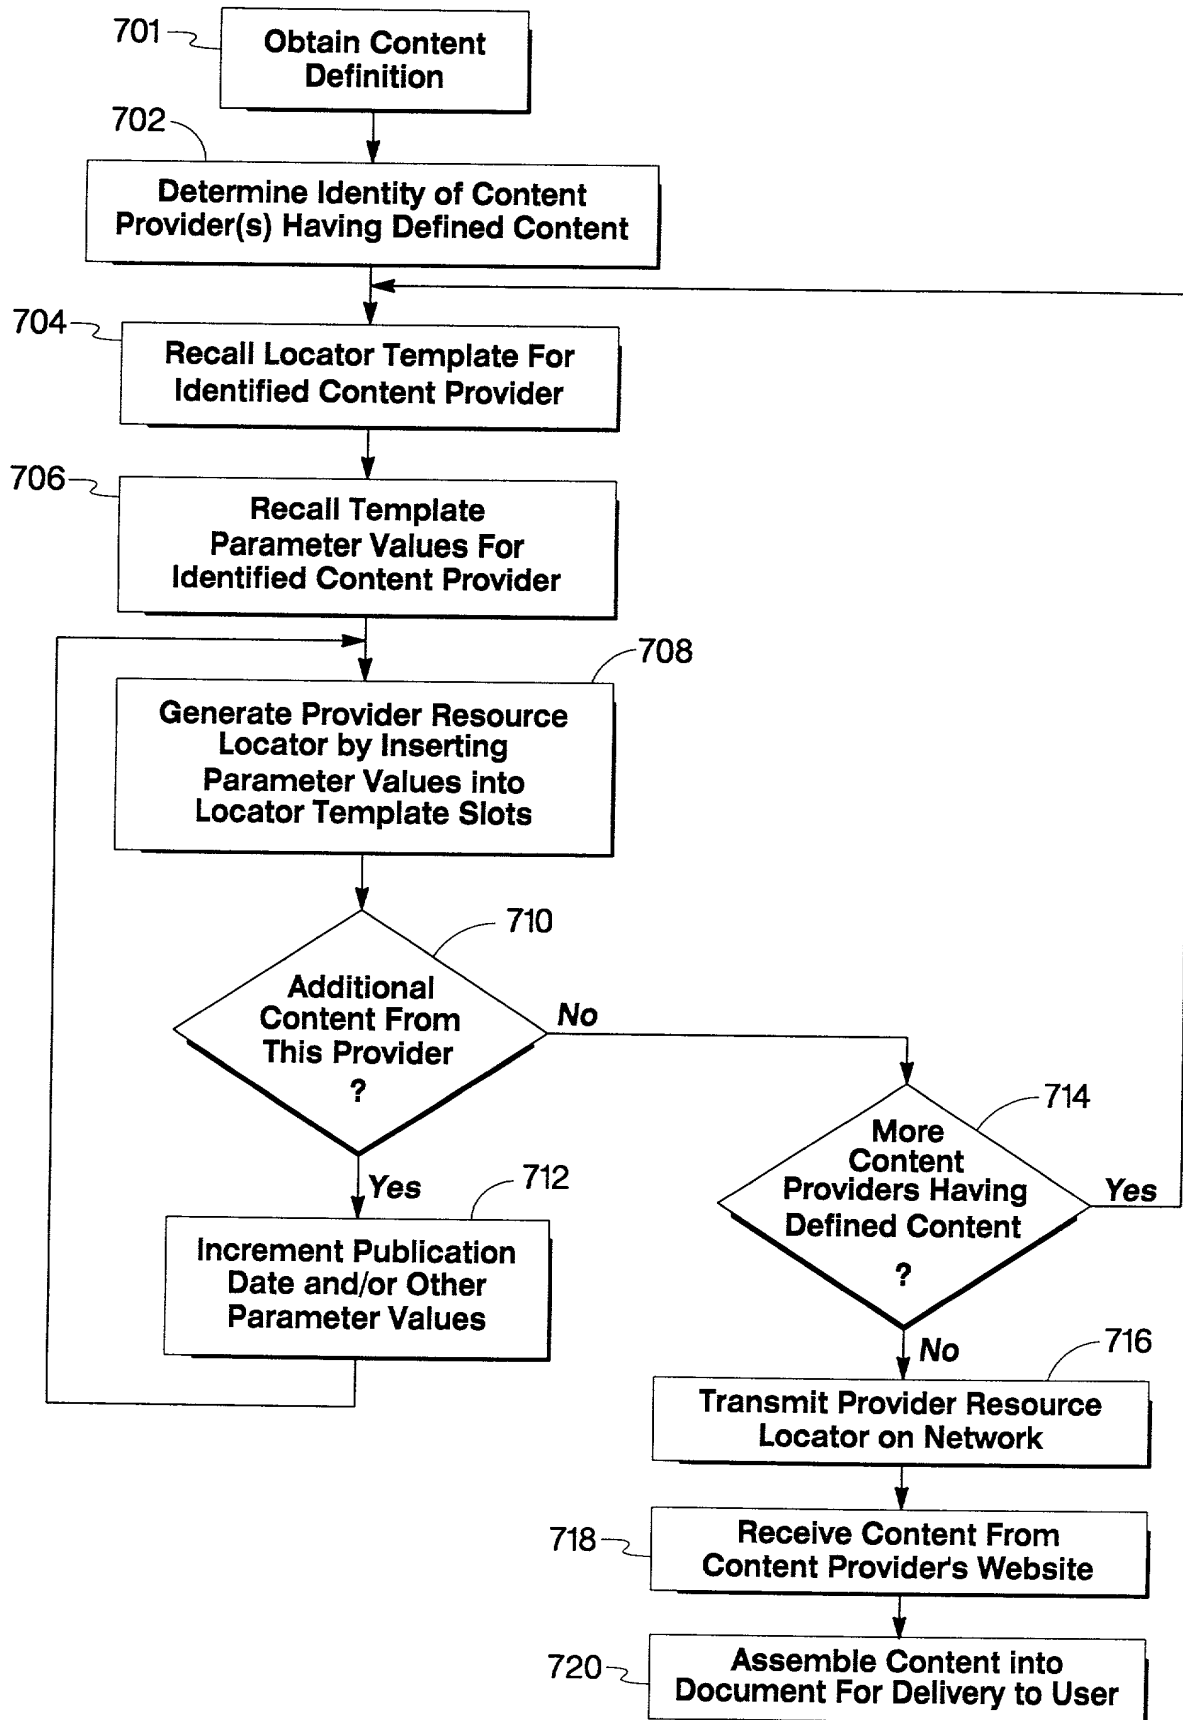 701
Obtain Content
Definition
702
Determine Identity of Content
Provider(s) Having Defined Content
704
Recall Locator Template For
Identified Content Provider
706
Recall Template
Parameter Values For
Identified Content Provider
708
Generate Provider Resource
Locator by Inserting
Parameter Values into
Locator Template Slots
710
Additional
Content From
This Provider
?
No
Yes
712
Increment Publication
Date and/or Other
Parameter Values
714
More
Content
Providers Having
Defined Content
?
Yes
No
716
Transmit Provider Resource
Locator on Network
718
Receive Content From
Content Provider's Website
720
Assemble Content into
Document For Delivery to User